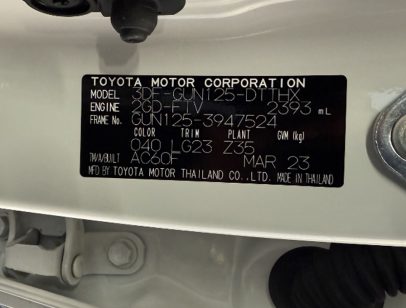 TOYOTA MOTOR CORPORATION
MODEL 3DF-GUN125-DTTHX
ENGINE 2GD-FTV 2393 mL
FRAME No. GUN125-3947524
COLOR TRIM PLANT GVM (kg)
040 LG23 Z35
T/M/A/BUILT AC60F MAR 23
MFD BY TOYOTA MOTOR THAILAND CO.,LTD. MADE IN THAILAND